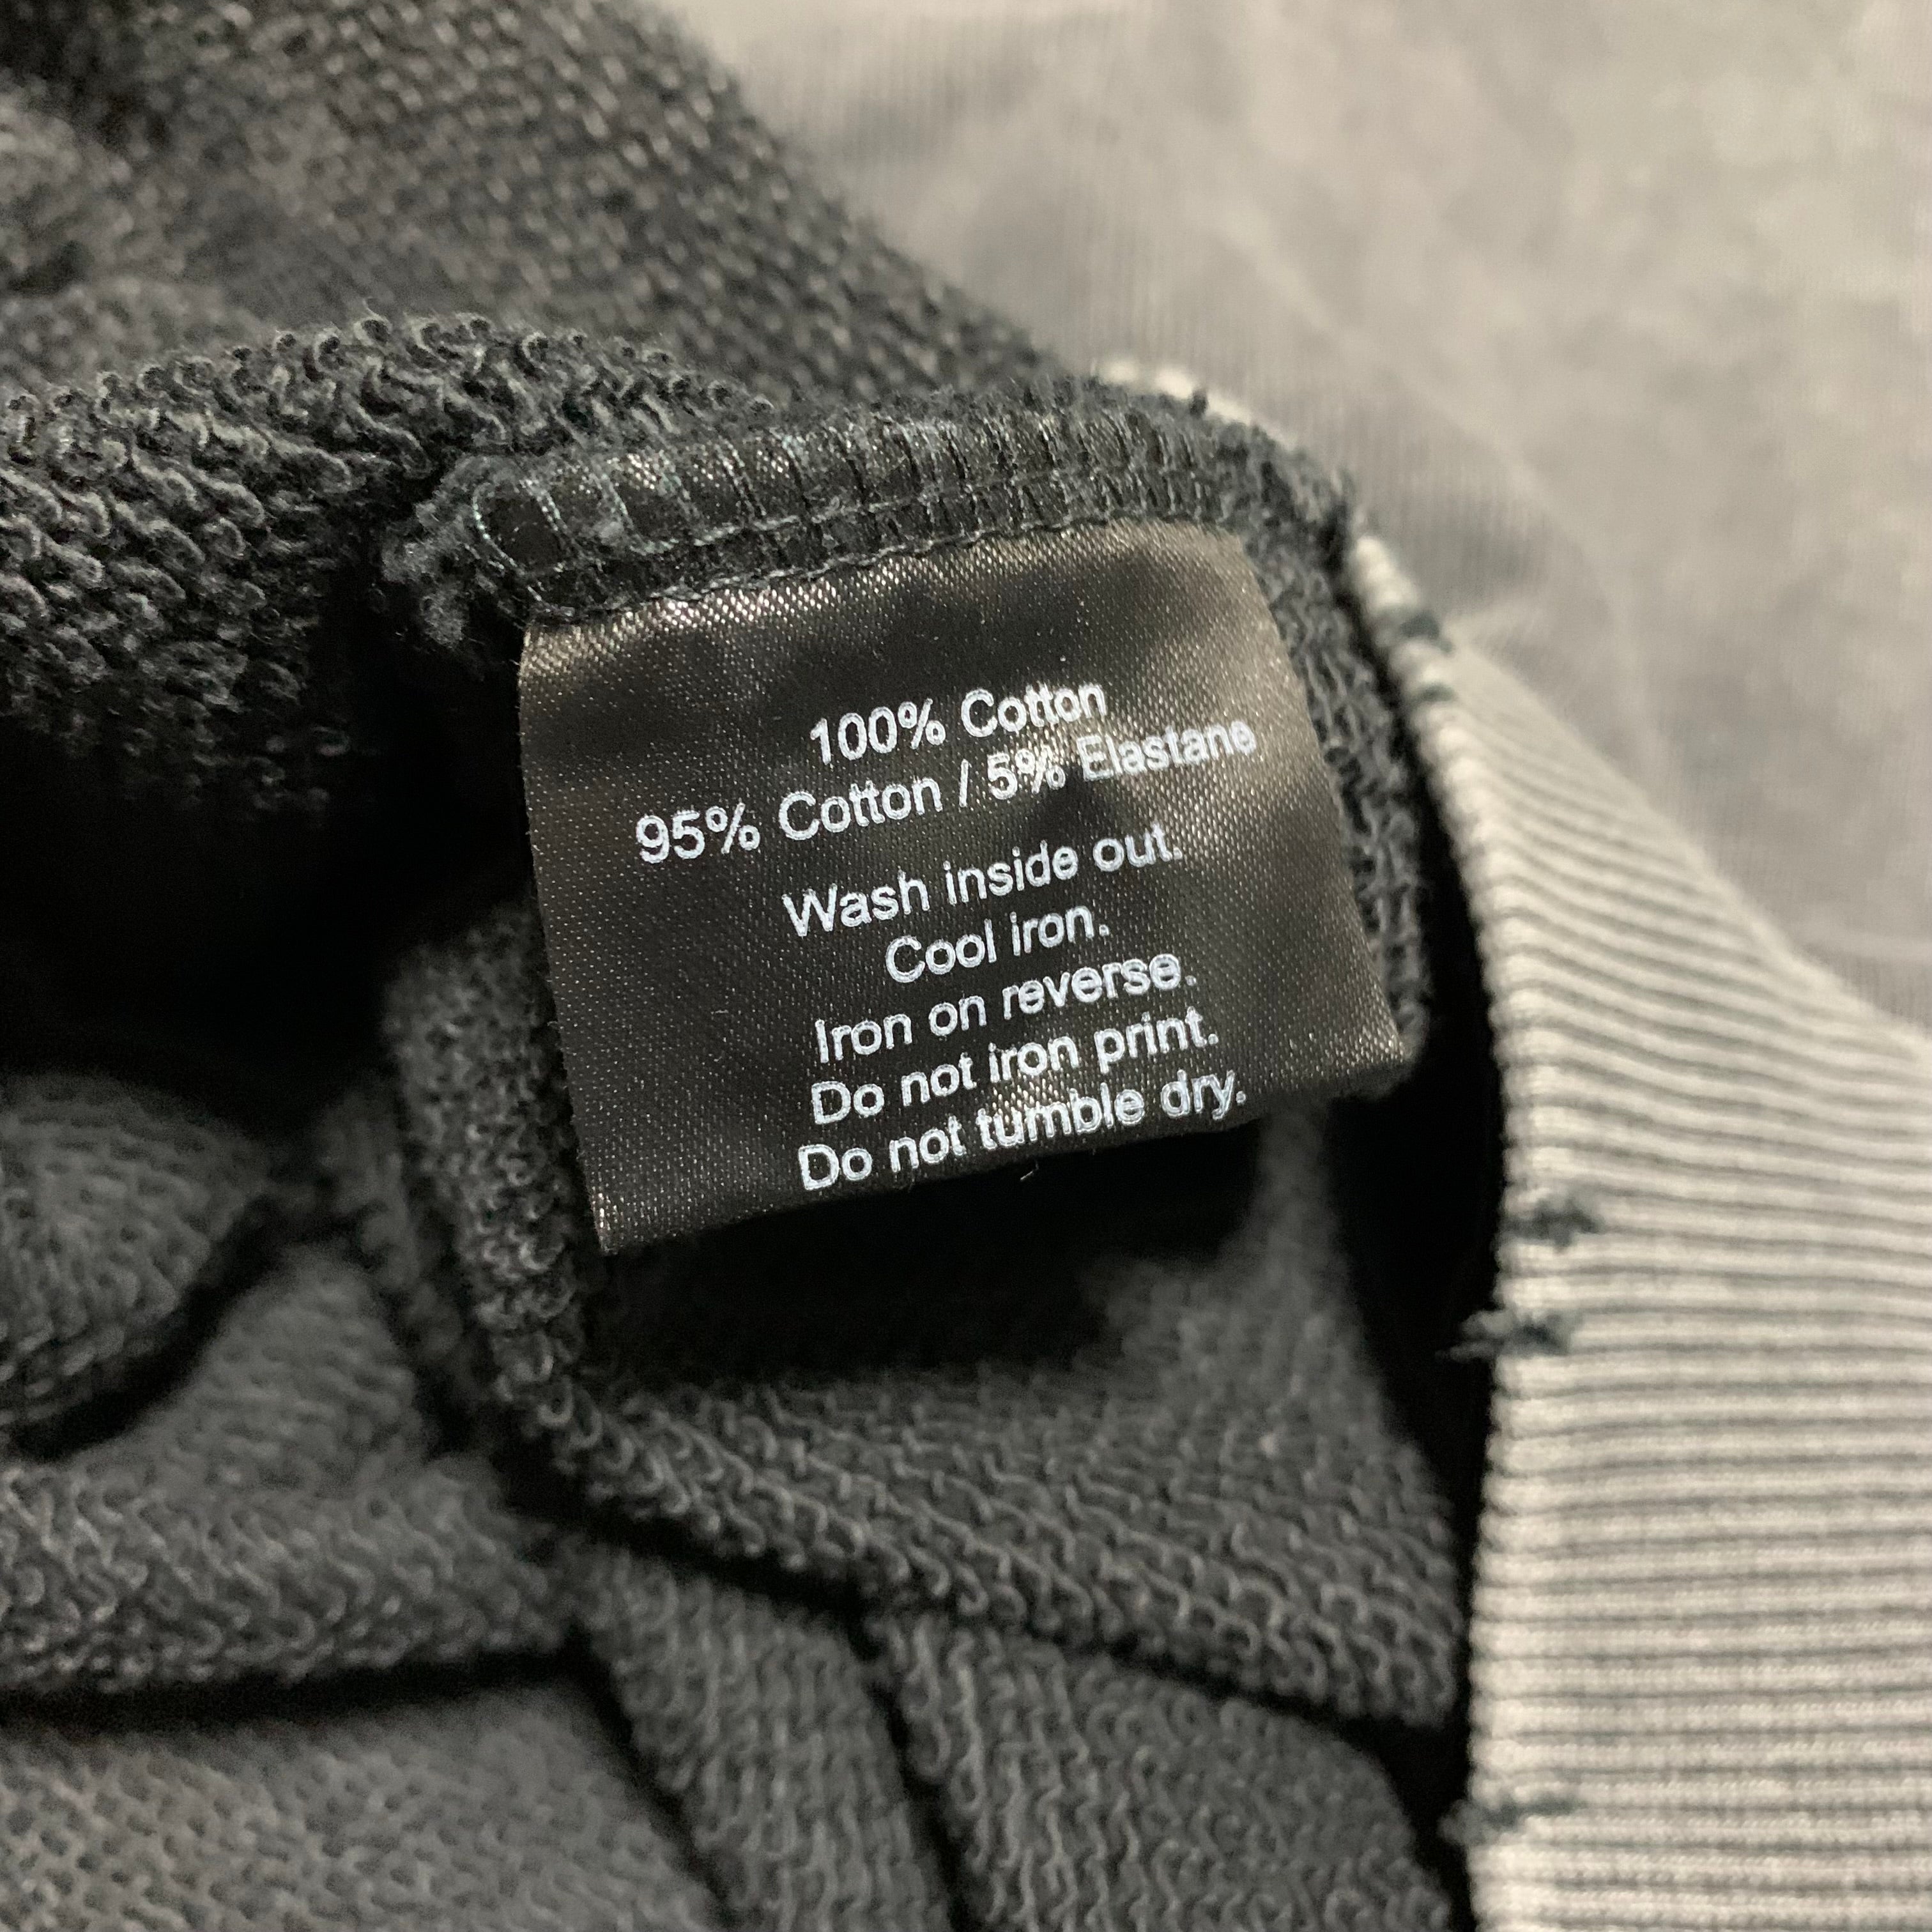 100% Cotton
95% Cotton / 5% Elastane
Wash inside out.
Cool iron.
Iron on reverse.
Do not iron print.
Do not tumble dry.